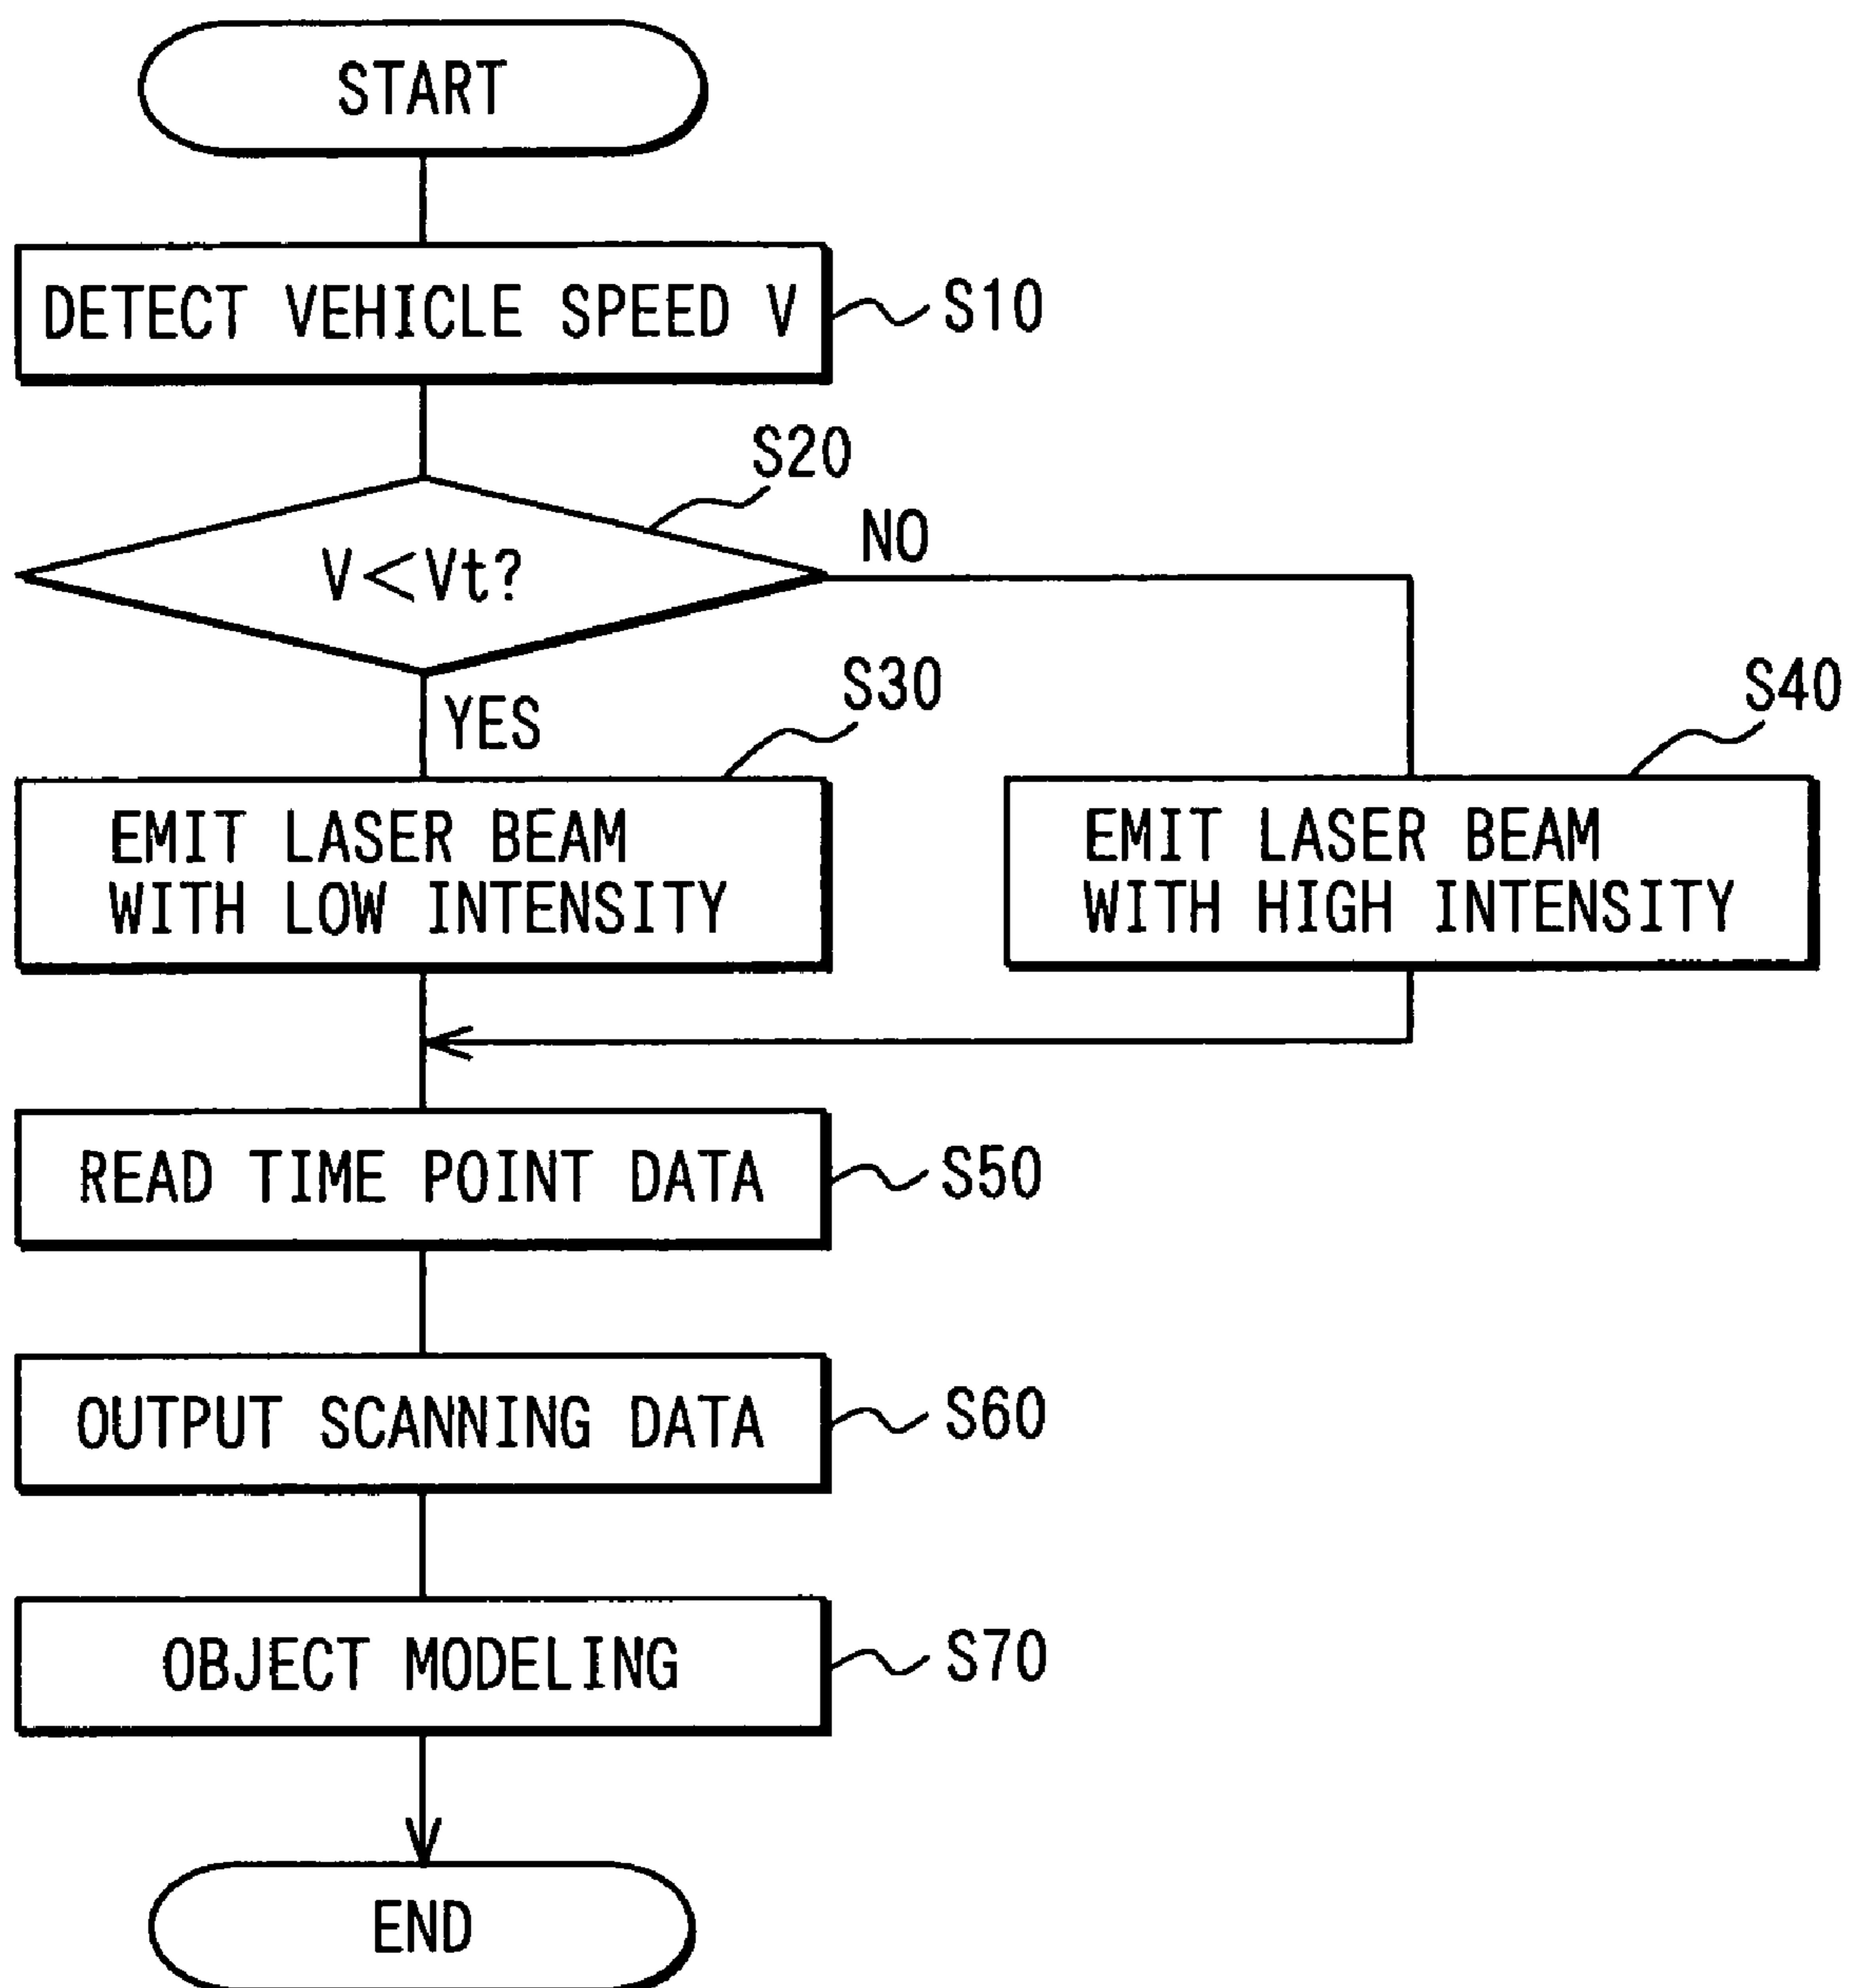 START
DETECT VEHICLE SPEED V
S10
S20
V<Vt?
NO
YES
S30
EMIT LASER BEAM
WITH LOW INTENSITY
S40
EMIT LASER BEAM
WITH HIGH INTENSITY
READ TIME POINT DATA
S50
OUTPUT SCANNING DATA
S60
OBJECT MODELING
S70
END